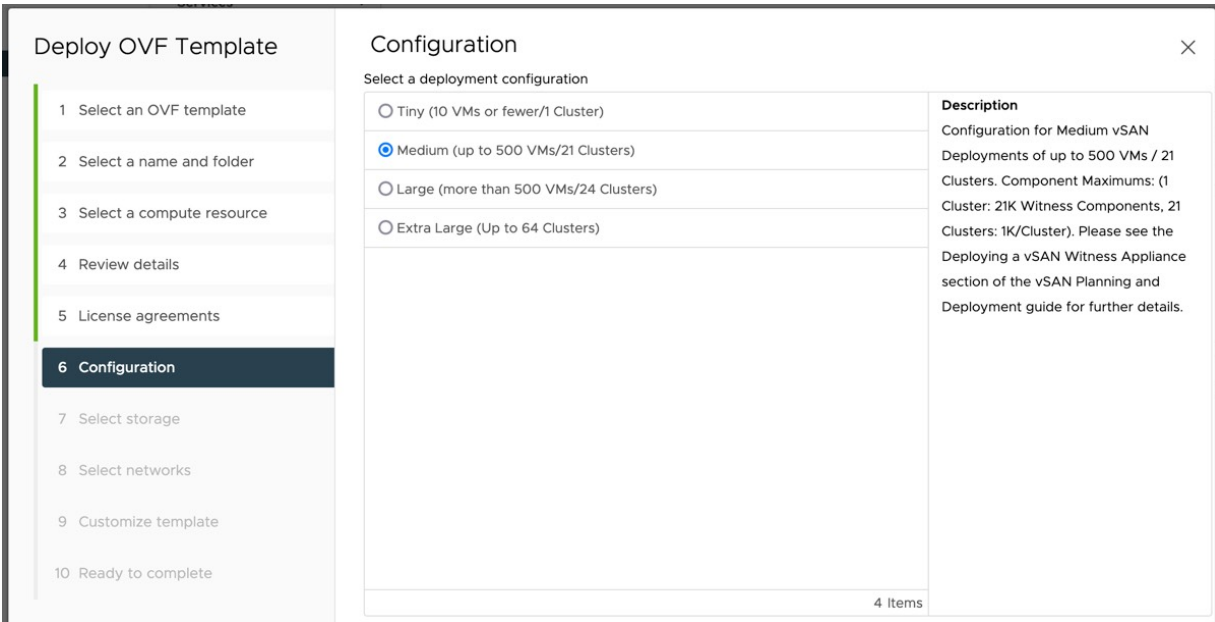 Services
Deploy OVF Template
1 Select an OVF template
2 Select a name and folder
3 Select a compute resource
4 Review details
5 License agreements
6 Configuration
7 Select storage
8 Select networks
9 Customize template
10 Ready to complete
Configuration
Select a deployment configuration
Tiny (10 VMs or fewer/1 Cluster)
Medium (up to 500 VMs/21 Clusters)
Large (more than 500 VMs/24 Clusters)
Extra Large (Up to 64 Clusters)
4 Items
Description
Configuration for Medium vSAN
Deployments of up to 500 VMs / 21
Clusters. Component Maximums: (1
Cluster: 21K Witness Components, 21
Clusters: 1K/Cluster). Please see the
Deploying a vSAN Witness Appliance
section of the vSAN Planning and
Deployment guide for further details.